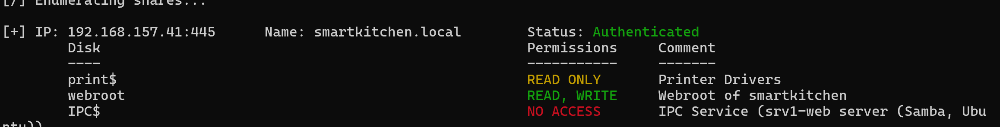 [/] Enumerating shares...
[+] IP: 192.168.157.41:445 Name: smartkitchen.local Status: Authenticated
Disk Permissions Comment
---- ----------- -------
print$ READ ONLY Printer Drivers
webroot READ, WRITE Webroot of smartkitchen
IPC$ NO ACCESS IPC Service (srv1-web server (Samba, Ubu
ntu))